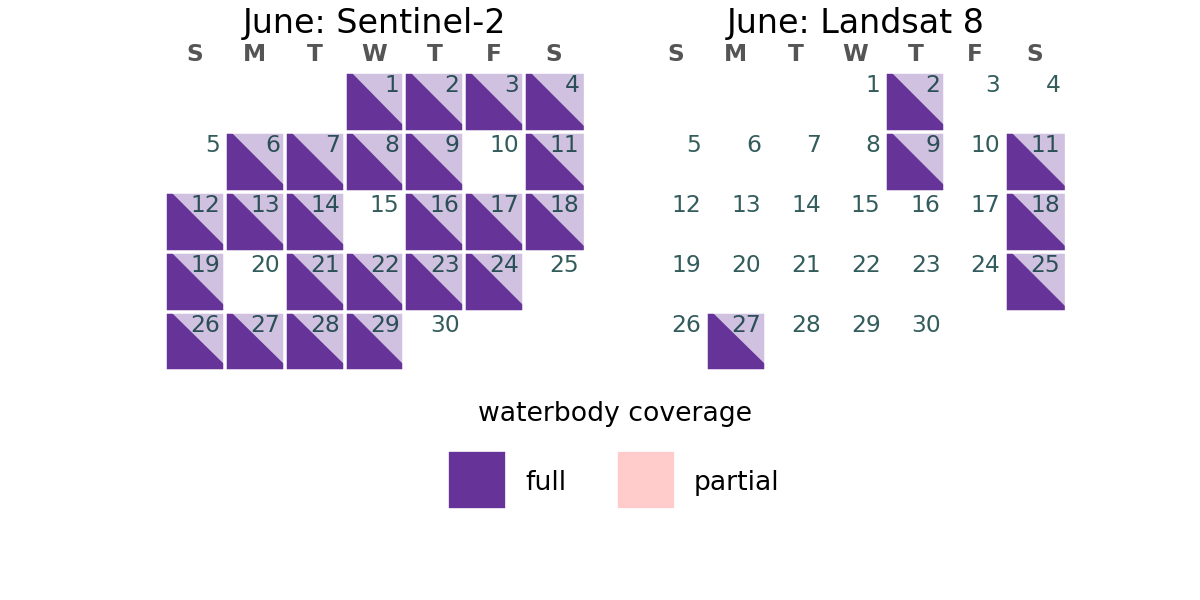 June: Sentinel-2
S M T W T F S
1 2 3 4
5 6 7 8 9 10 11
12 13 14 15 16 17 18
19 20 21 22 23 24 25
26 27 28 29 30
June: Landsat 8
S M T W T F S
1 2 3 4
5 6 7 8 9 10 11
12 13 14 15 16 17 18
19 20 21 22 23 24 25
26 27 28 29 30
waterbody coverage
full partial